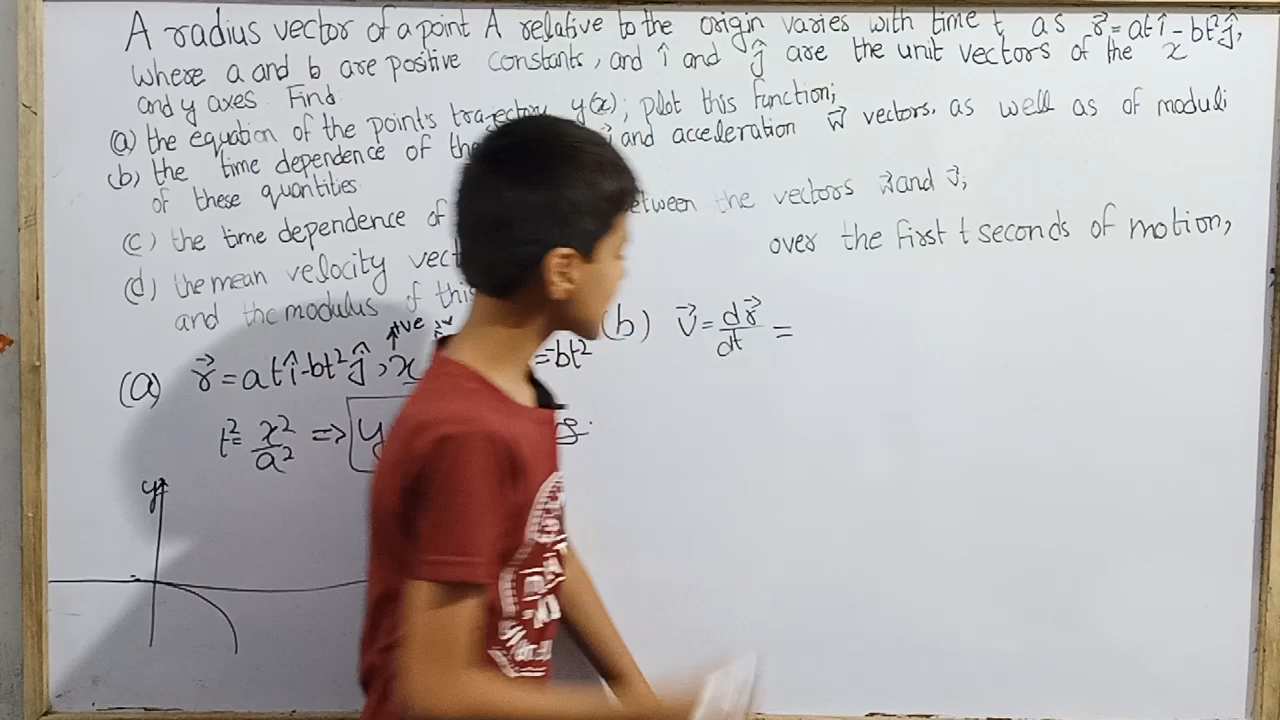 A radius vector of a point A relative to the origin varies with time t as r⃗ = at î - bt² ĵ,
where a and b are positive constants, and î and ĵ are the unit vectors of the x
and y axes. Find
(a) the equation of the point's trajectory y(x); plot this function;
(b) the time dependence of the and acceleration w⃗ vectors, as well as of moduli
of these quantities.
(c) the time dependence of between the vectors w⃗ and v⃗;
(d) the mean velocity over the first t seconds of motion,
and the modulus of this
+ve
(a) r⃗ = at î - bt² ĵ, x = -bt²
t² = x²/a² => y
y
(b) v⃗ = dr⃗/dt =